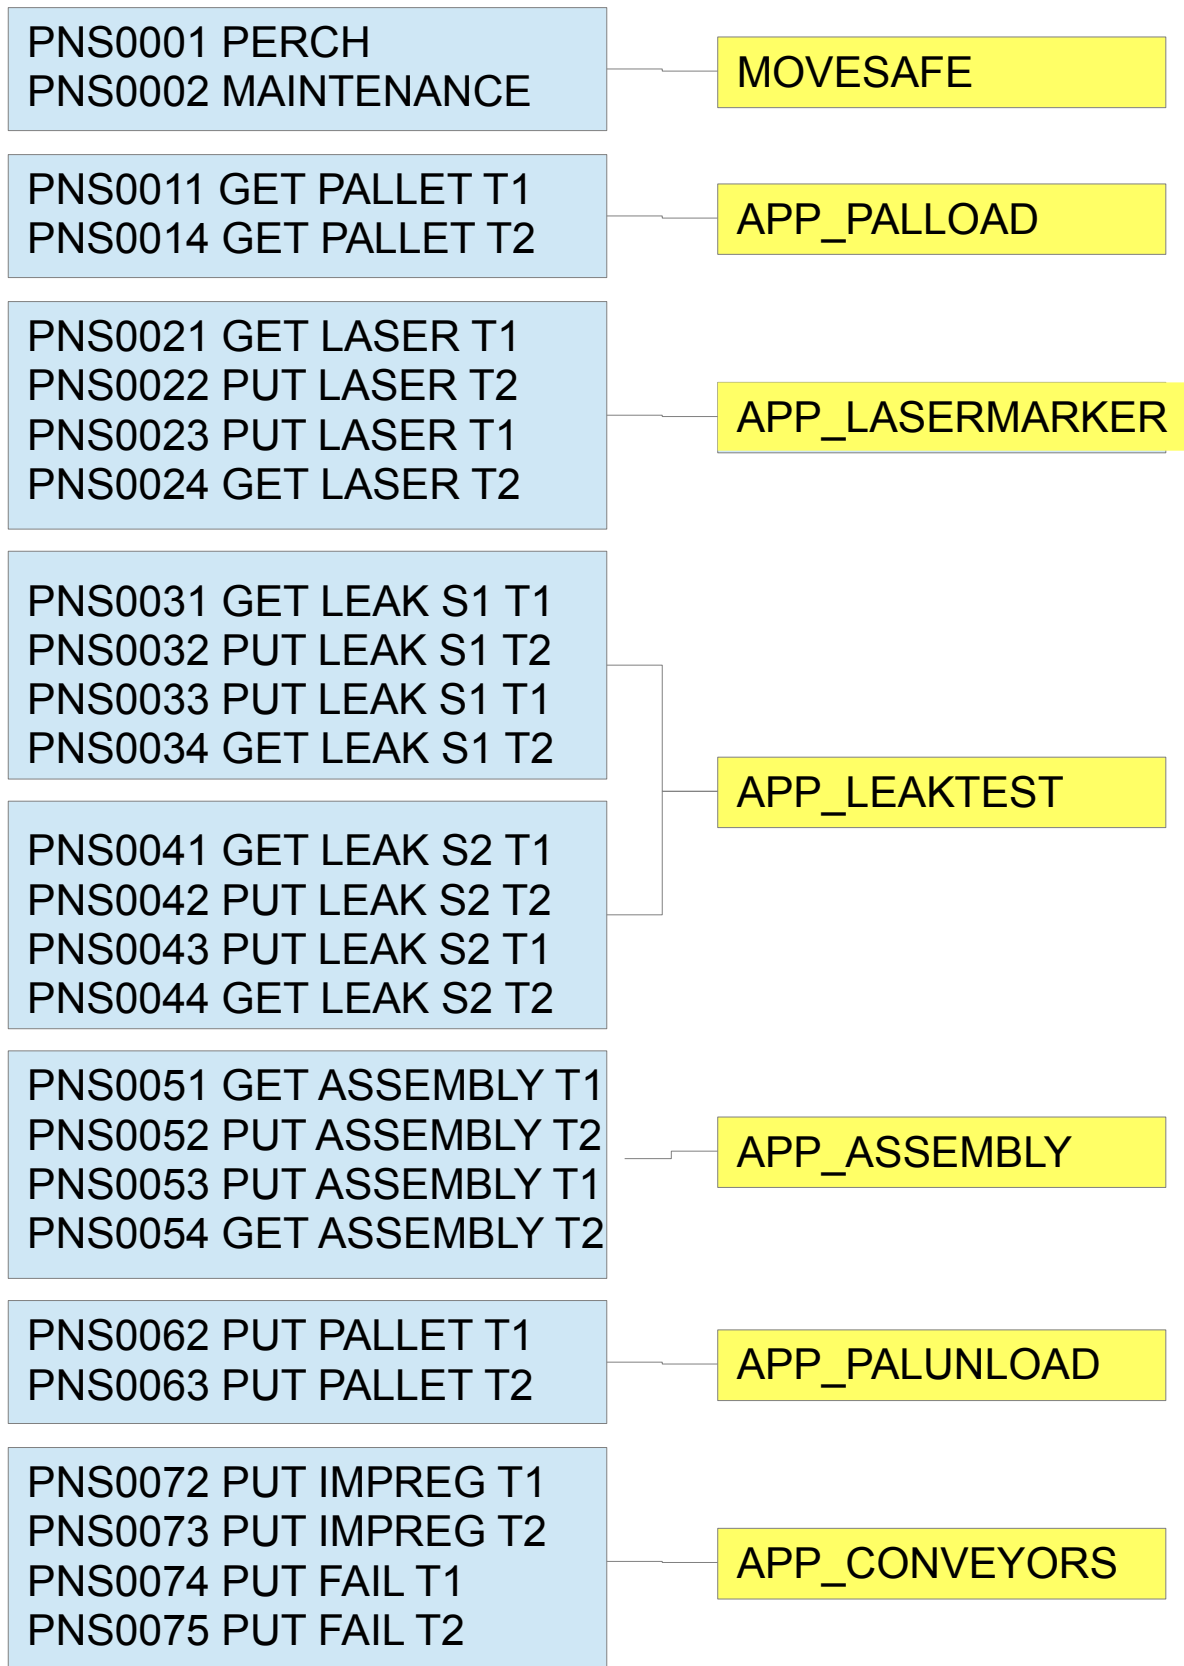 PNS0001 PERCH
PNS0002 MAINTENANCE
MOVESAFE
PNS0011 GET PALLET T1
PNS0014 GET PALLET T2
APP_PALLOAD
PNS0021 GET LASER T1
PNS0022 PUT LASER T2
PNS0023 PUT LASER T1
PNS0024 GET LASER T2
APP_LASERMARKER
PNS0031 GET LEAK S1 T1
PNS0032 PUT LEAK S1 T2
PNS0033 PUT LEAK S1 T1
PNS0034 GET LEAK S1 T2
PNS0041 GET LEAK S2 T1
PNS0042 PUT LEAK S2 T2
PNS0043 PUT LEAK S2 T1
PNS0044 GET LEAK S2 T2
APP_LEAKTEST
PNS0051 GET ASSEMBLY T1
PNS0052 PUT ASSEMBLY T2
PNS0053 PUT ASSEMBLY T1
PNS0054 GET ASSEMBLY T2
APP_ASSEMBLY
PNS0062 PUT PALLET T1
PNS0063 PUT PALLET T2
APP_PALUNLOAD
PNS0072 PUT IMPREG T1
PNS0073 PUT IMPREG T2
PNS0074 PUT FAIL T1
PNS0075 PUT FAIL T2
APP_CONVEYORS